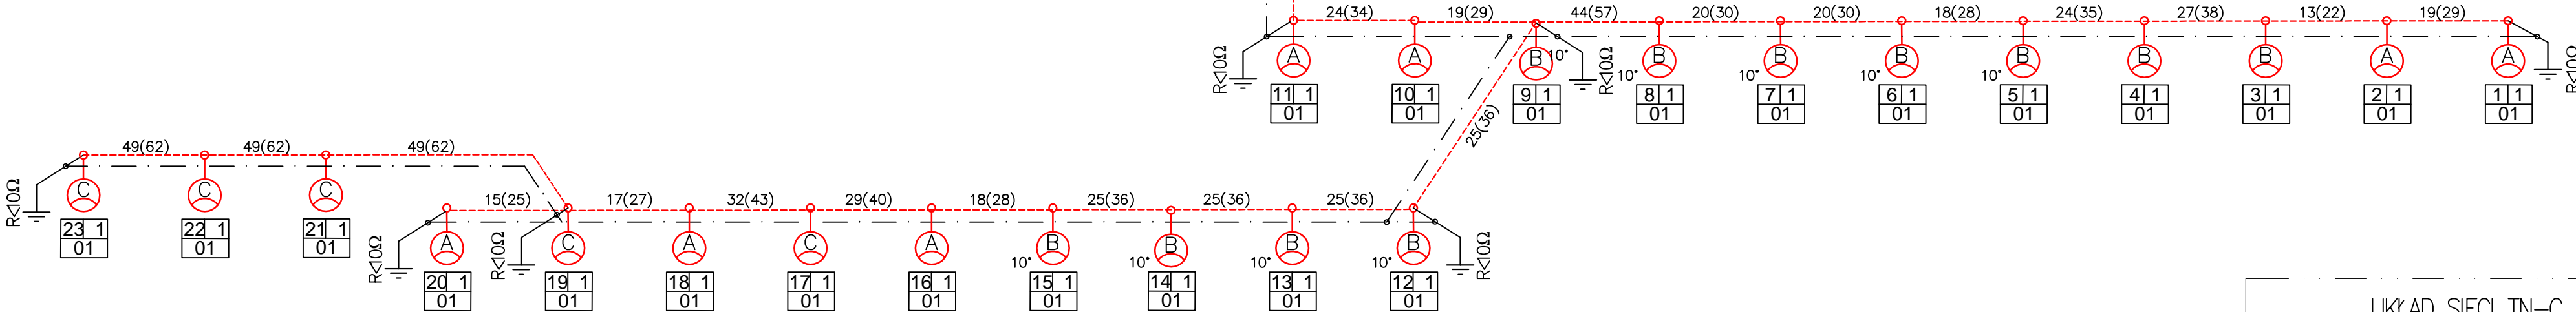 24(34) 19(29) 44(57) 20(30) 20(30) 18(28) 24(35) 27(38) 13(22) 19(29)
A A B B B B B B B A A
10° 10° 10° 10° 10°
R<10Ω R<10Ω R<10Ω
11 1 10 1 9 1 8 1 7 1 6 1 5 1 4 1 3 1 2 1 1 1
01 01 01 01 01 01 01 01 01 01 01
25(36)
49(62) 49(62) 49(62)
C C C
R<10Ω
23 1 22 1 21 1
01 01 01
15(25) 17(27) 32(43) 29(40) 18(28) 25(36) 25(36) 25(36)
A C A C A B B B B
10° 10° 10° 10°
R<10Ω R<10Ω R<10Ω
20 1 19 1 18 1 17 1 16 1 15 1 14 1 13 1 12 1
01 01 01 01 01 01 01 01 01
UKŁAD SIECI TN-C